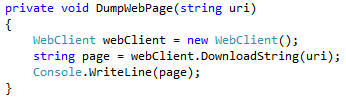 private void DumpWebPage(string uri)
{
    WebClient webClient = new WebClient();
    string page = webClient.DownloadString(uri);
    Console.WriteLine(page);
}